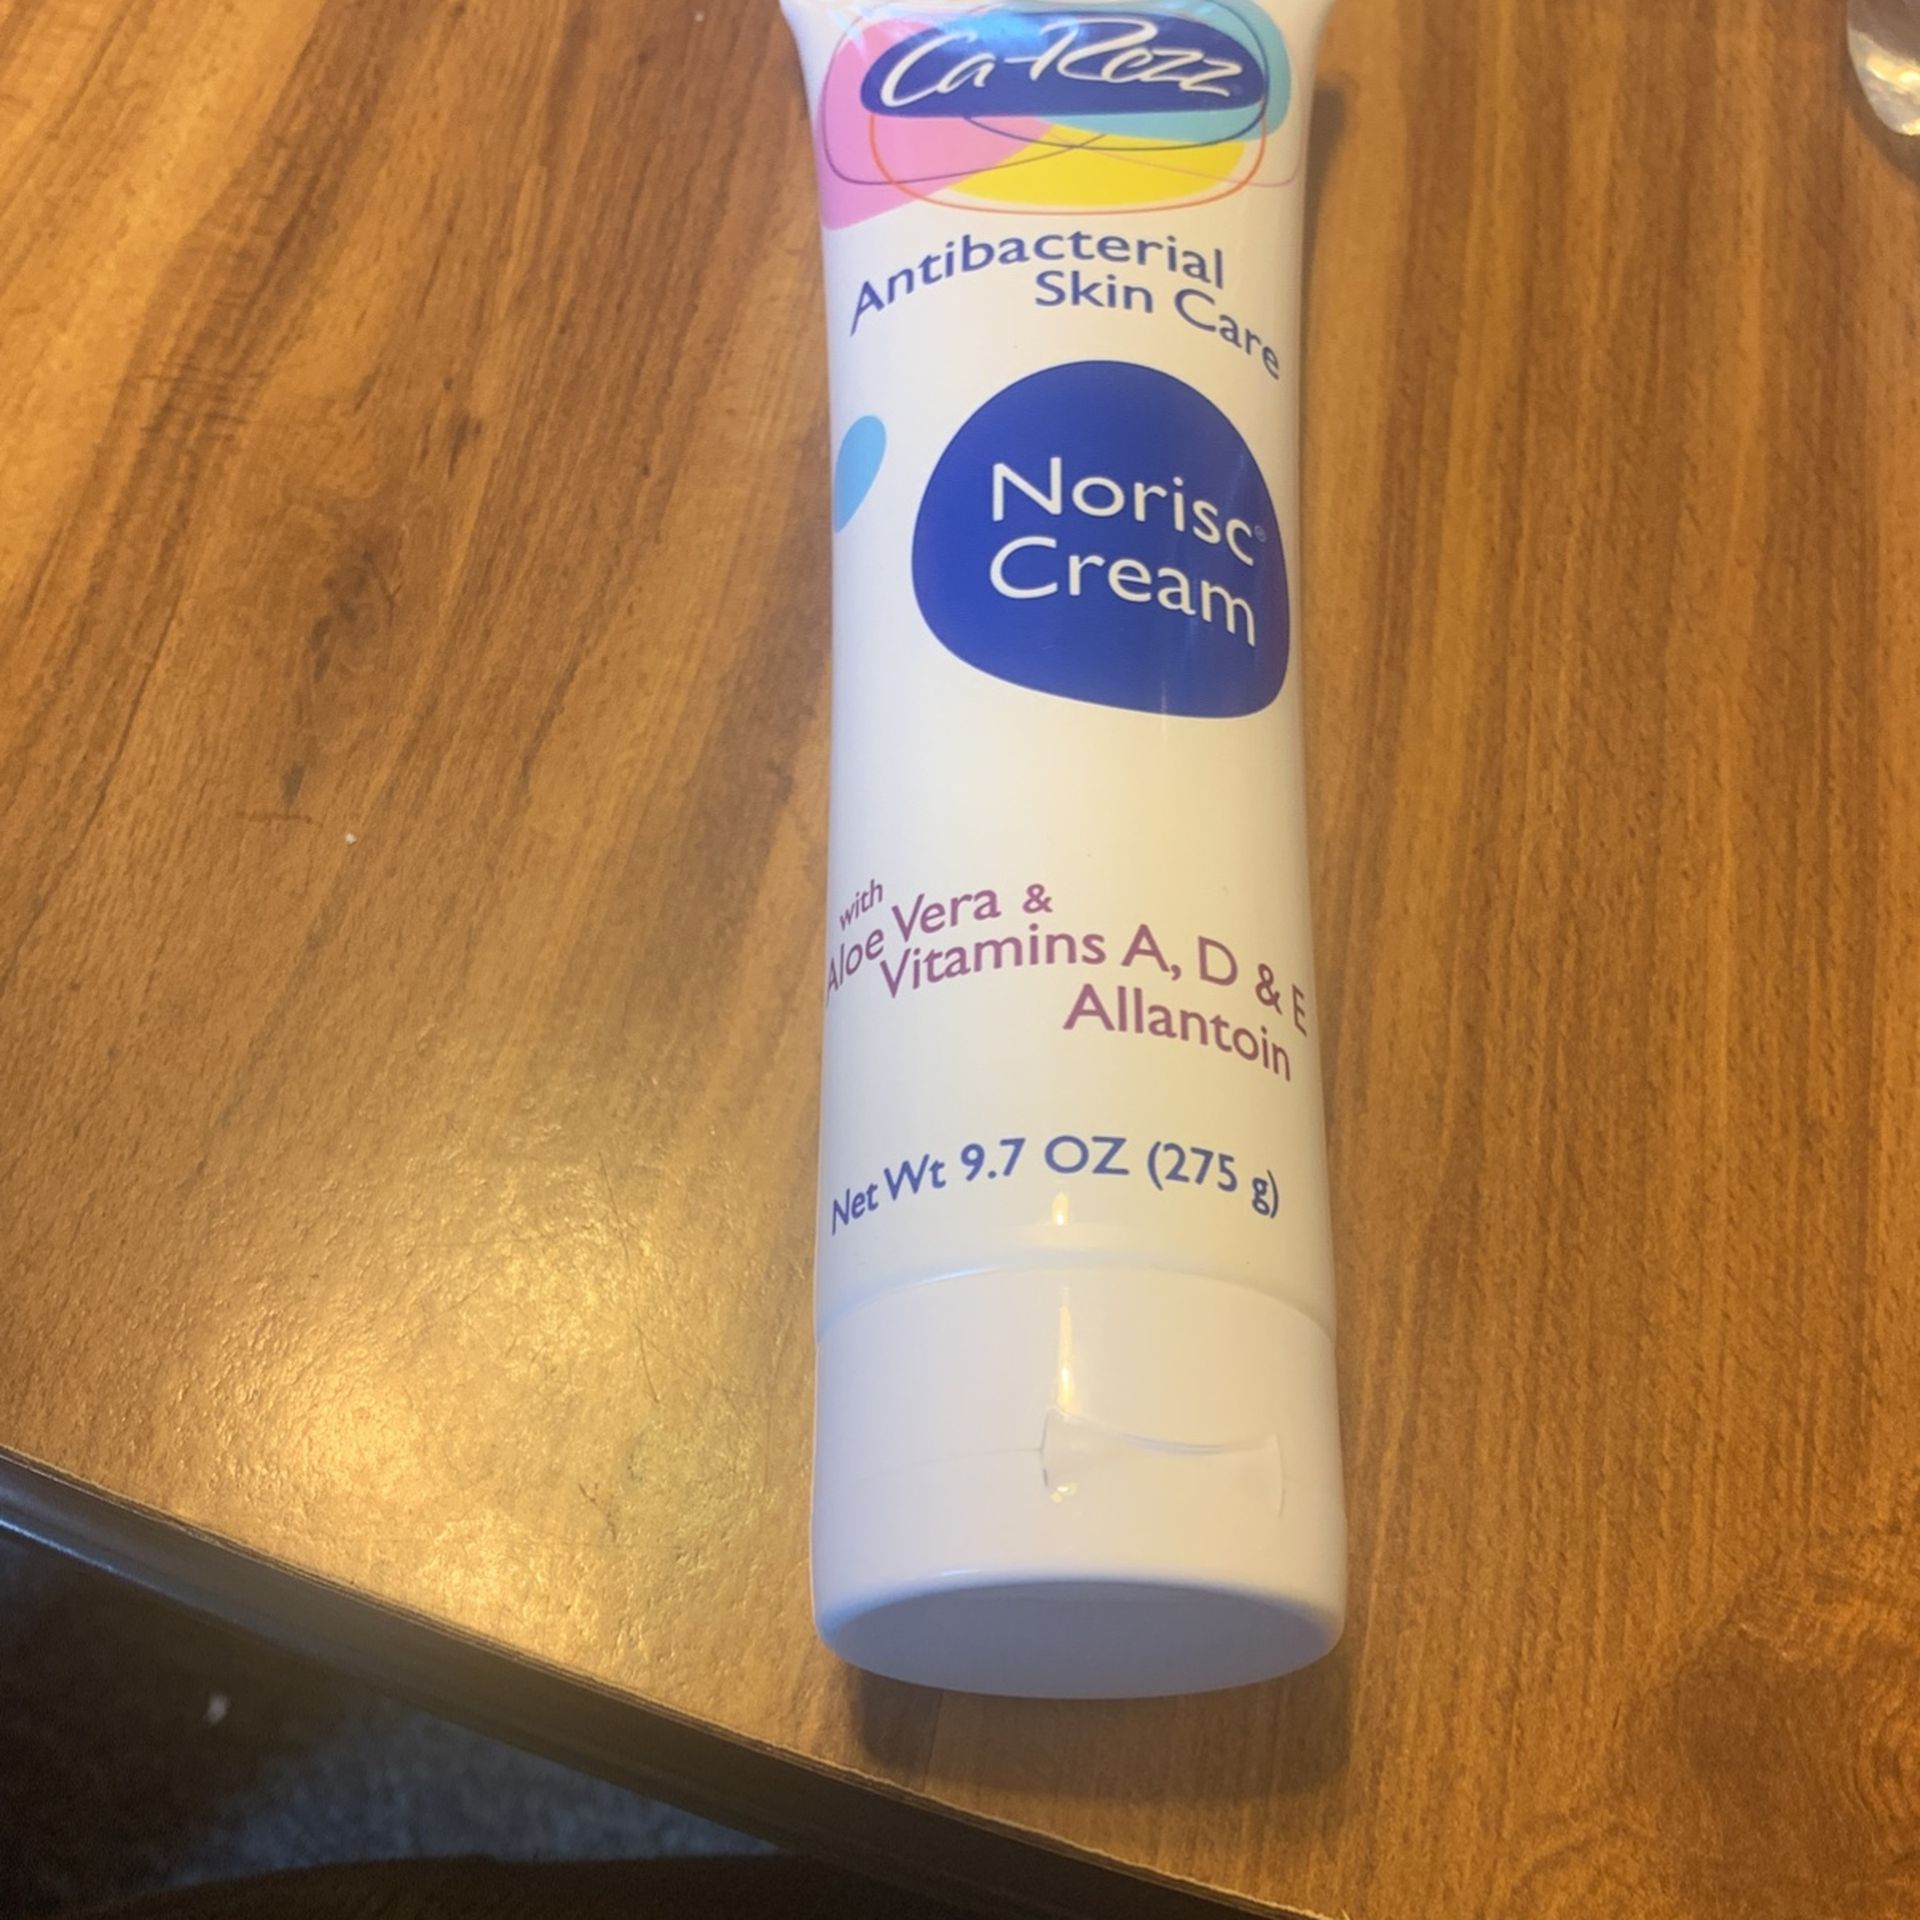 Ca-Rezz
Antibacterial
Skin Care
Norisc®
Cream
with
Aloe Vera &
Vitamins A, D & E
Allantoin
Net Wt 9.7 OZ (275 g)